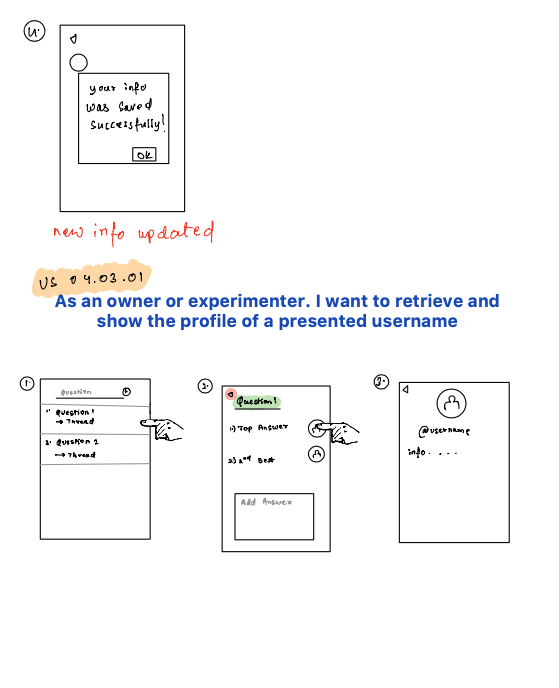 4.
your info
was saved
successfully!
OK
new info updated
US 04.03.01
As an owner or experimenter. I want to retrieve and
show the profile of a presented username
1.
Question
1. Question 1
→ Thread
2. Question 2
→ Thread
2.
Question 1
1) Top Answer
2) 2nd Best
Add Answer
3.
@username
info . . . .